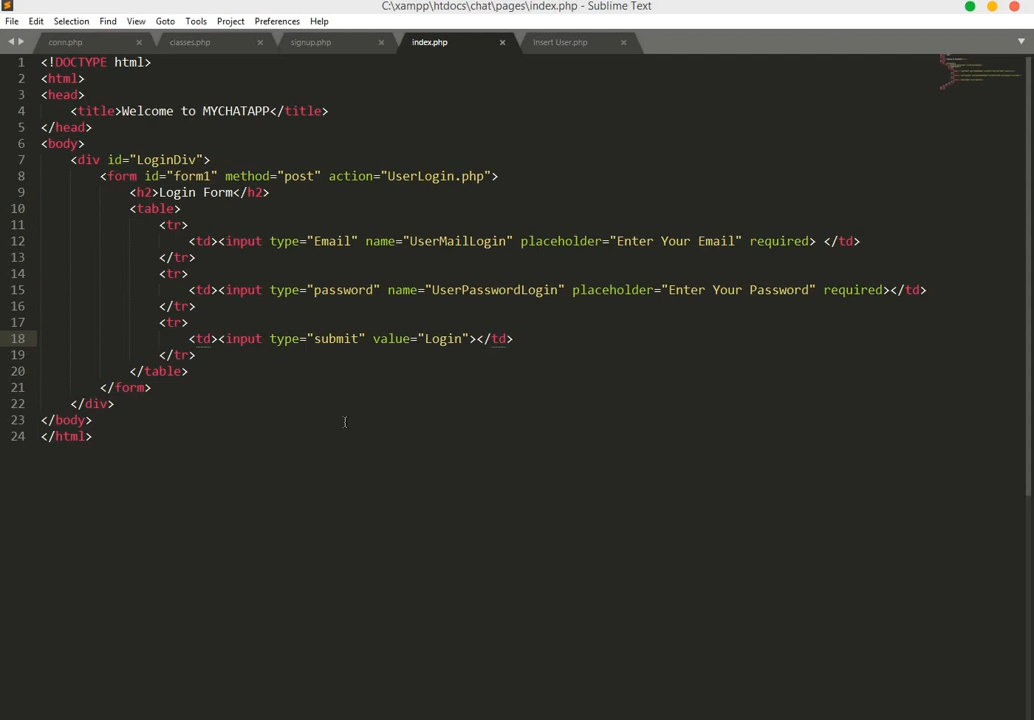 C:\xampp\htdocs\chat\pages\index.php - Sublime Text
File Edit Selection Find View Goto Tools Project Preferences Help
conn.php × classes.php × signup.php × index.php × Insert User.php ×
1 <!DOCTYPE html>
2 <html>
3 <head>
4 <title>Welcome to MYCHATAPP</title>
5 </head>
6 <body>
7 <div id="LoginDiv">
8 <form id="form1" method="post" action="UserLogin.php">
9 <h2>Login Form</h2>
10 <table>
11 <tr>
12 <td><input type="Email" name="UserMailLogin" placeholder="Enter Your Email" required> </td>
13 </tr>
14 <tr>
15 <td><input type="password" name="UserPasswordLogin" placeholder="Enter Your Password" required></td>
16 </tr>
17 <tr>
18 <td><input type="submit" value="Login"></td>
19 </tr>
20 </table>
21 </form>
22 </div>
23 </body>
24 </html>